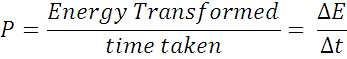 P = Energy Transformed / time taken = ΔE / Δt